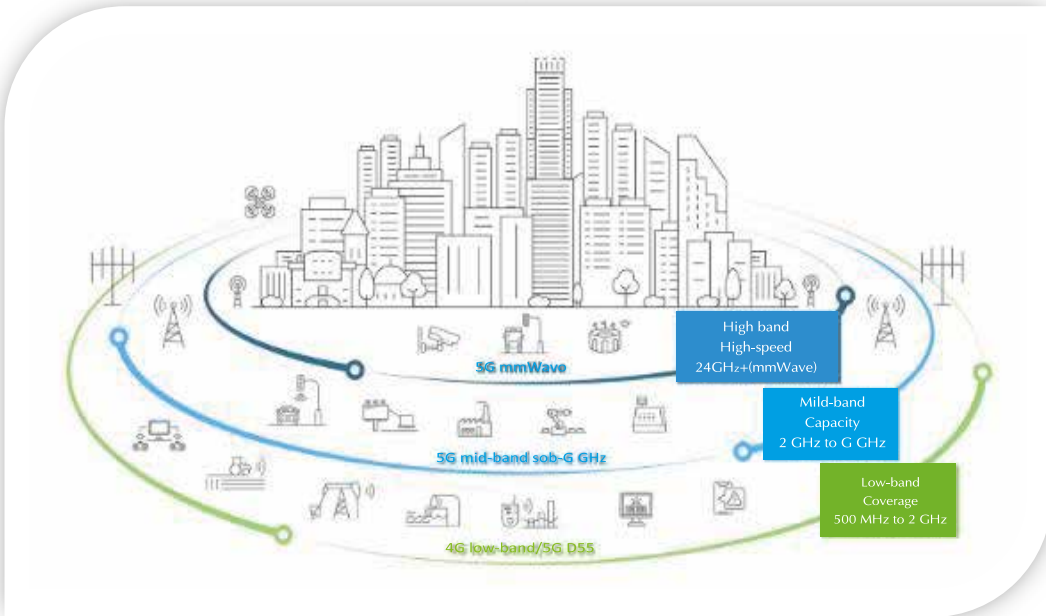 High band
High-speed
24GHz+(mmWave)
5G mmWave
Mild-band
Capacity
2 GHz to G GHz
5G mid-band sob-G GHz
Low-band
Coverage
500 MHz to 2 GHz
4G low-band/5G D55